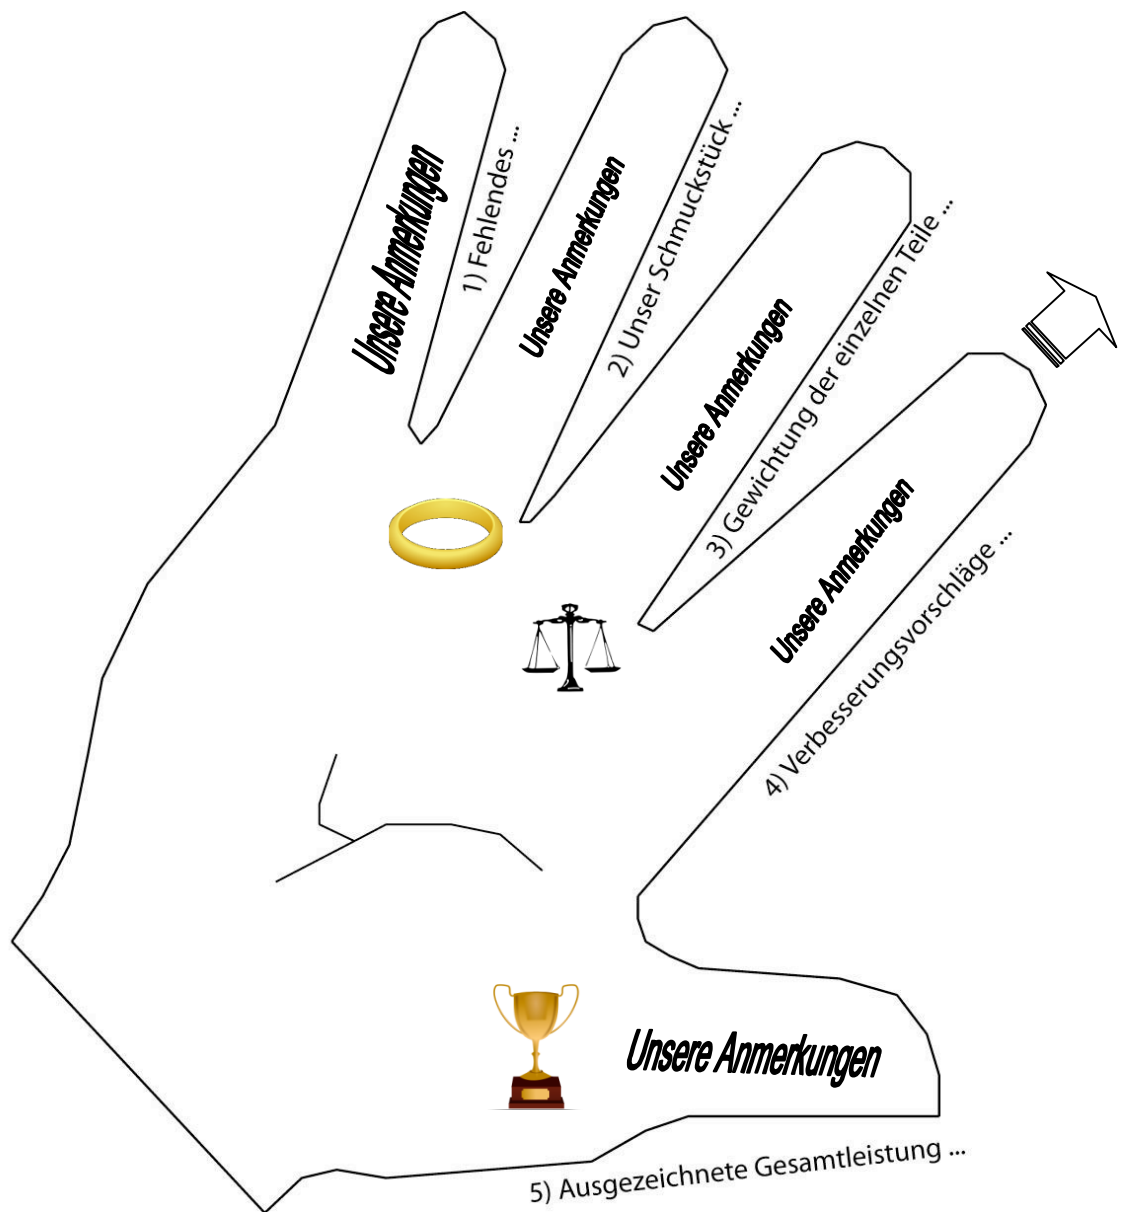 Unsere Anmerkungen
1) Fehlendes ...
Unsere Anmerkungen
2) Unser Schmuckstück ...
Unsere Anmerkungen
3) Gewichtung der einzelnen Teile ...
Unsere Anmerkungen
4) Verbesserungsvorschläge ...
Unsere Anmerkungen
5) Ausgezeichnete Gesamtleistung ...